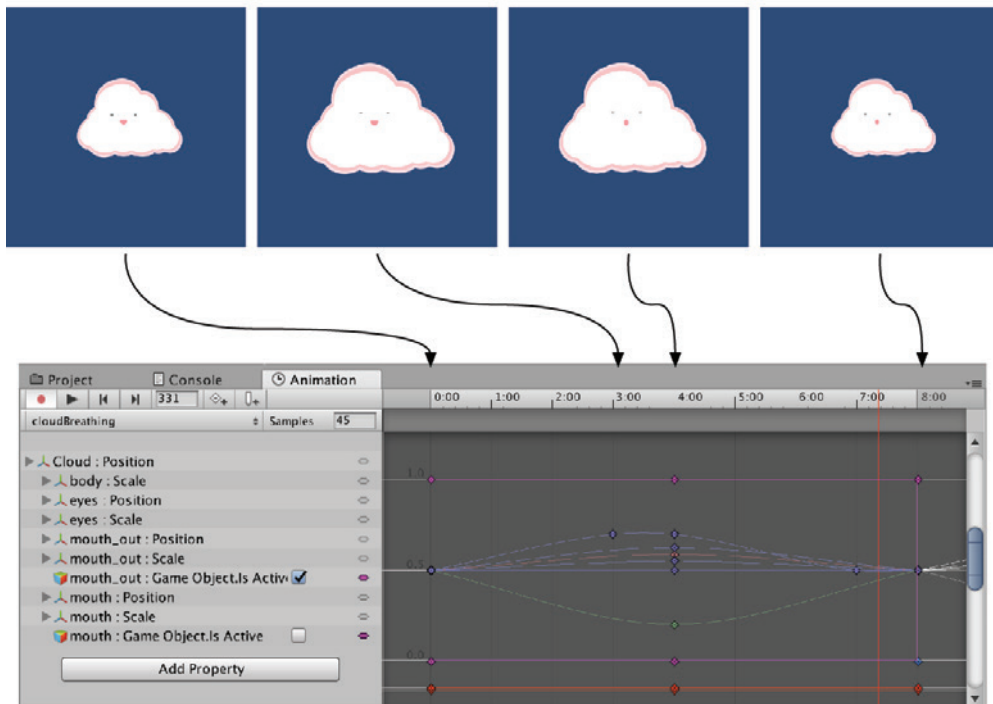 Project Console Animation
331 0:00 1:00 2:00 3:00 4:00 5:00 6:00 7:00 8:00
cloudBreathing Samples 45
Cloud : Position
body : Scale
eyes : Position
eyes : Scale
mouth_out : Position
mouth_out : Scale
mouth_out : Game Object.Is Activ
mouth : Position
mouth : Scale
mouth : Game Object.Is Active
Add Property
1.0
0.5
0.0